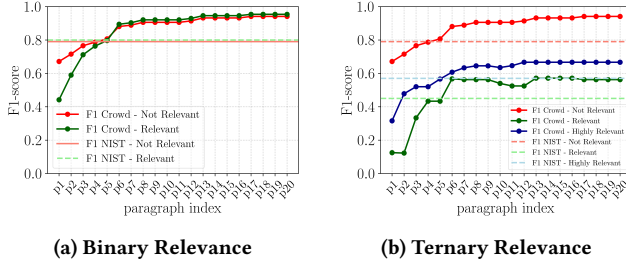 1.0
0.8
0.6
0.4
0.2
0.0
F1-score
F1 Crowd - Not Relevant
F1 Crowd - Relevant
F1 NIST - Not Relevant
F1 NIST - Relevant
p1 p2 p3 p4 p5 p6 p7 p8 p9 p10 p11 p12 p13 p14 p15 p16 p17 p18 p19 p20
paragraph index
(a) Binary Relevance
1.0
0.8
0.6
0.4
0.2
0.0
F1-score
F1 Crowd - Not Relevant
F1 Crowd - Relevant
F1 Crowd - Highly Relevant
F1 NIST - Not Relevant
F1 NIST - Relevant
F1 NIST - Highly Relevant
p1 p2 p3 p4 p5 p6 p7 p8 p9 p10 p11 p12 p13 p14 p15 p16 p17 p18 p19 p20
paragraph index
(b) Ternary Relevance